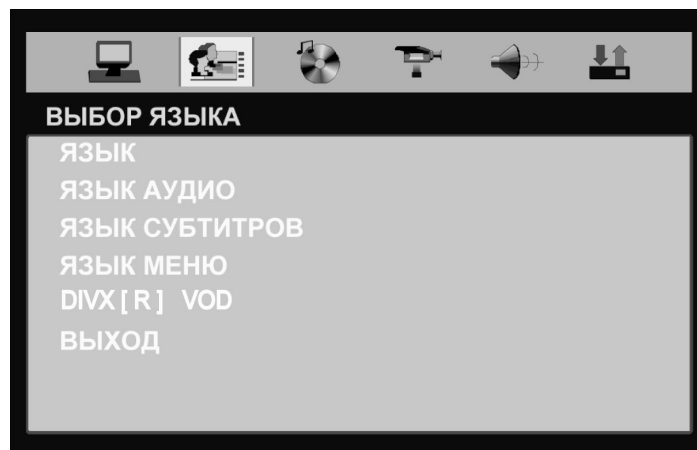 ВЫБОР ЯЗЫКА
ЯЗЫК
ЯЗЫК АУДИО
ЯЗЫК СУБТИТРОВ
ЯЗЫК МЕНЮ
DIVX [ R ] VOD
ВЫХОД